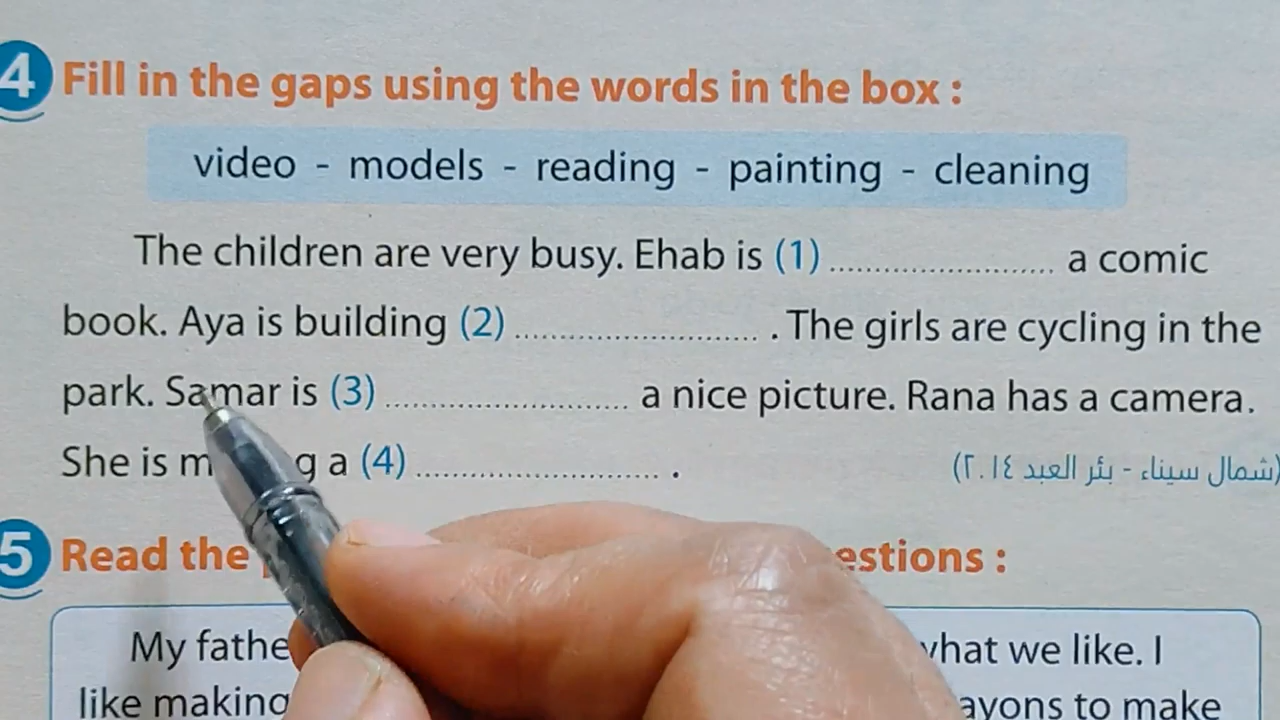 4 Fill in the gaps using the words in the box :
video - models - reading - painting - cleaning
The children are very busy. Ehab is (1) ........................ a comic
book. Aya is building (2) .......................... . The girls are cycling in the
park. Samar is (3) .......................... a nice picture. Rana has a camera.
She is g a (4) .......................... .
(شمال سيناء - بئر العبد ٢٠١٤)
5 Read the estions :
My fathe what we like. I
like making ayons to make